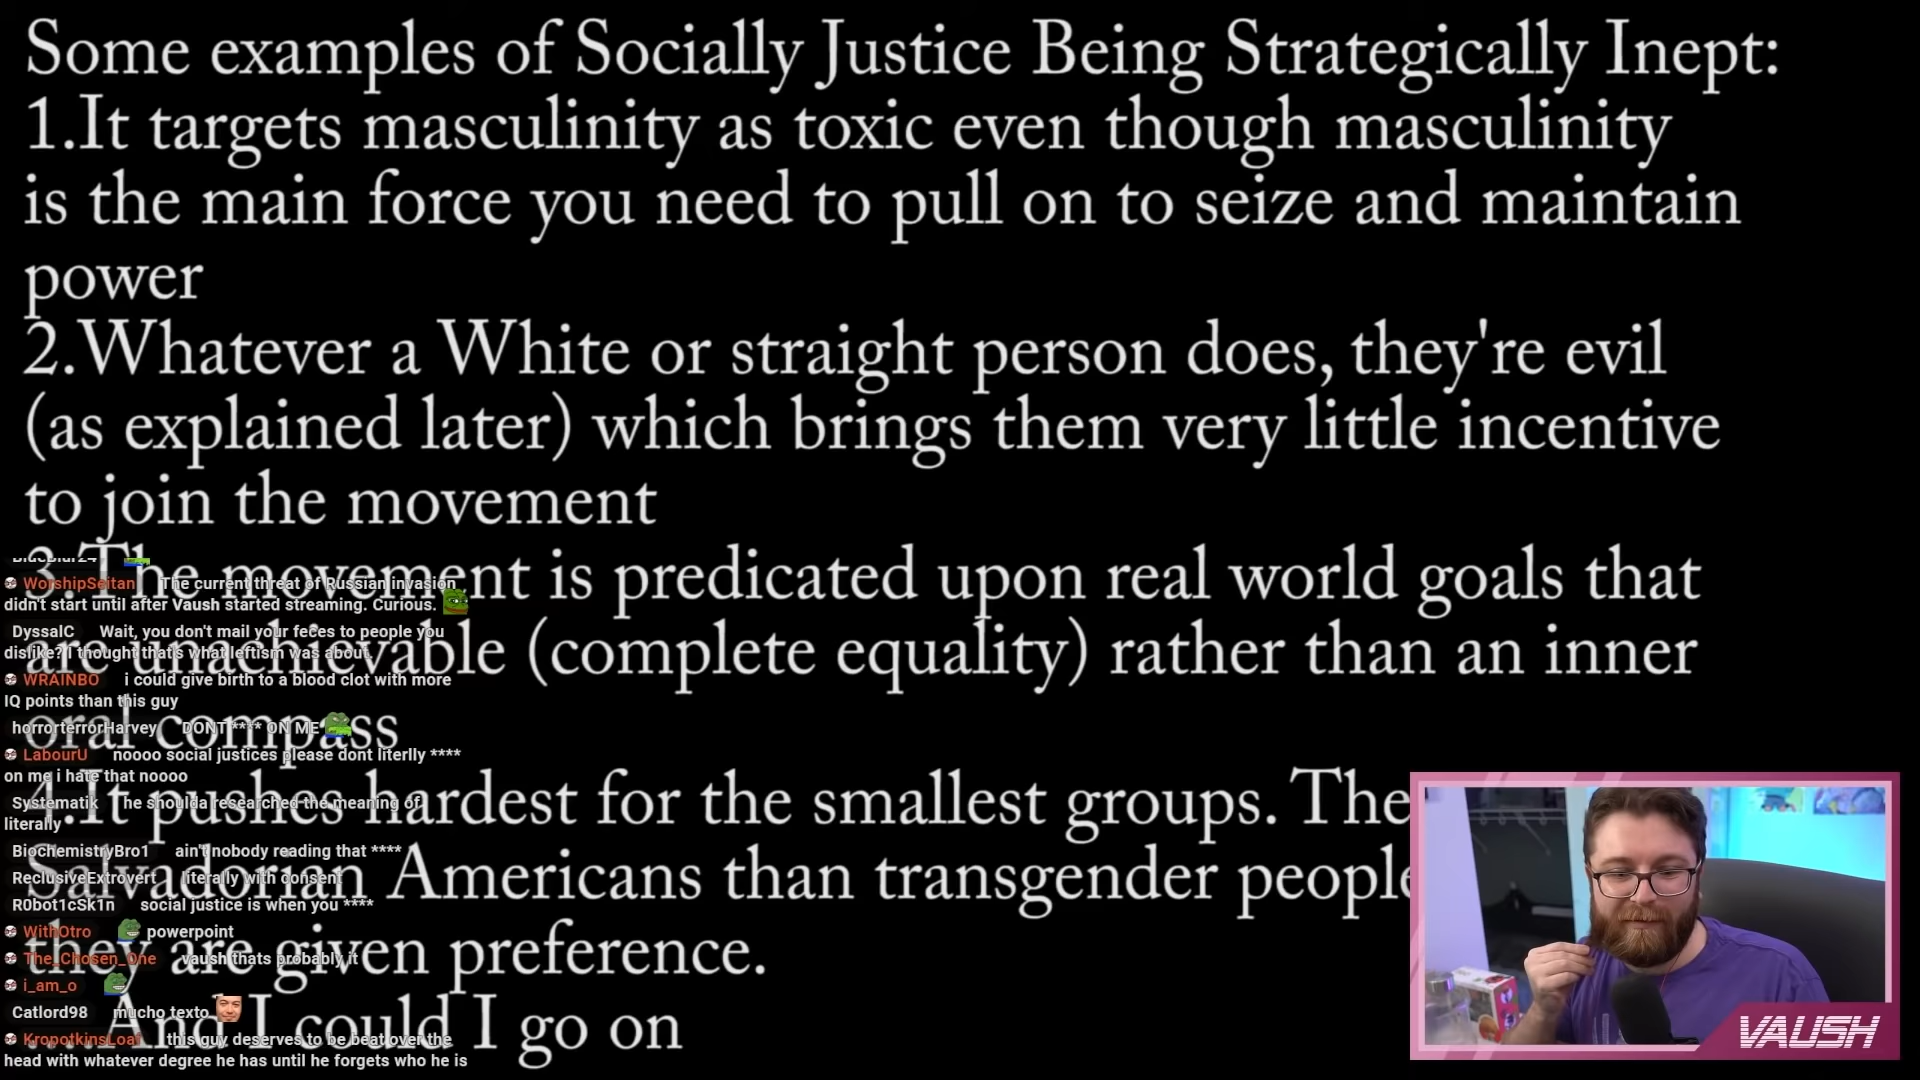 Some examples of Socially Justice Being Strategically Inept:
1.It targets masculinity as toxic even though masculinity
is the main force you need to pull on to seize and maintain
power
2.Whatever a White or straight person does, they're evil
(as explained later) which brings them very little incentive
to join the movement
3.The movement is predicated upon real world goals that
are unachievable (complete equality) rather than an inner
oral compass
4.It pushes hardest for the smallest groups. The
Salvadorian Americans than transgender people
they are given preference.
....And I could I go on
WorshipSeitan The current threat of Russian invasion
didn't start until after Vaush started streaming. Curious.
DyssalC Wait, you don't mail your feces to people you
dislike? I thought that's what leftism was about.
WRAINBO i could give birth to a blood clot with more
IQ points than this guy
horrorterrorHarvey DONT **** ON ME
LabourU noooo social justices please dont literlly ****
on me i hate that noooo
Systematik he shoulda researched the meaning of
literally
BiochemistryBro1 ain't nobody reading that ****
ReclusiveExtrovert literally with consent
R0bot1cSk1n social justice is when you ****
WithOtro powerpoint
The_Chosen_One vaush thats probably it
i_am_o
Catlord98 mucho texto
KropotkinsLoaf this guy deserves to be beat over the
head with whatever degree he has until he forgets who he is
VAUSH